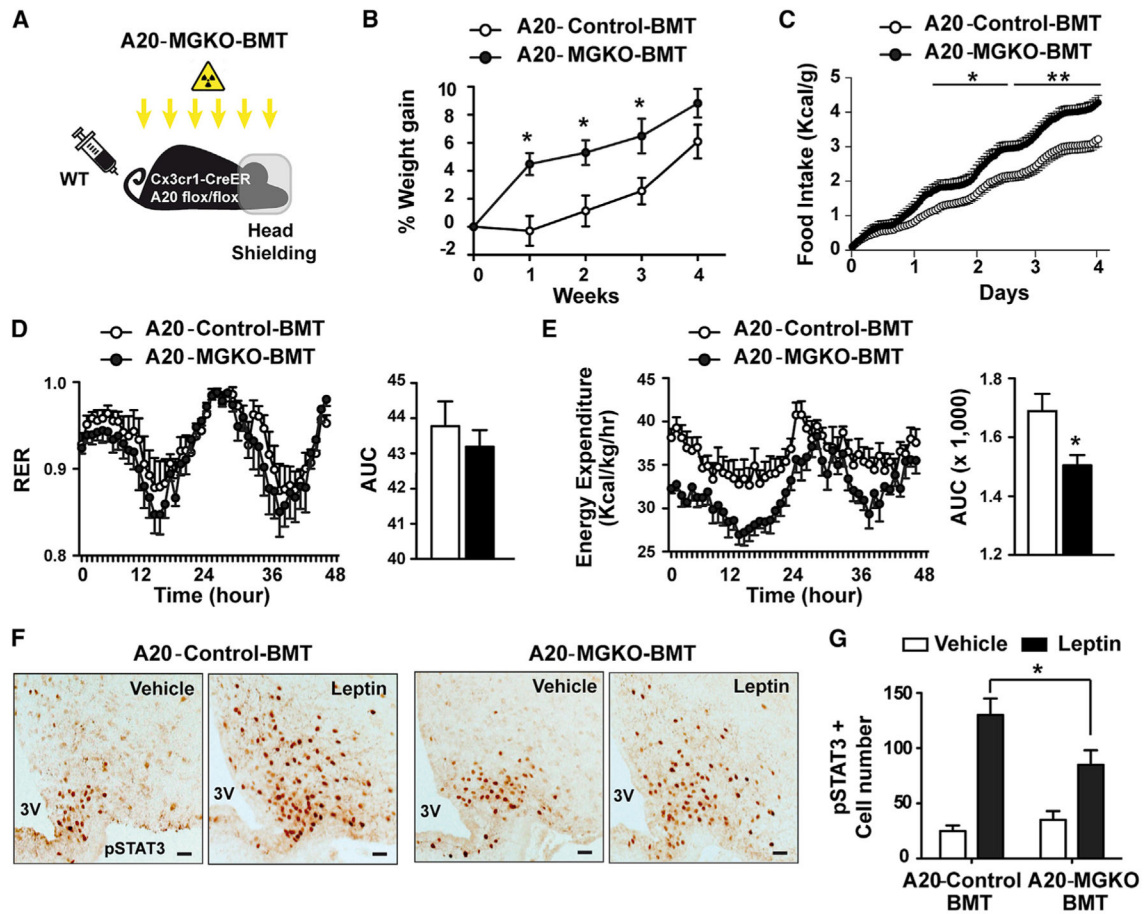 A
A20-MGKO-BMT
WT
Cx3cr1-CreER
A20 flox/flox
Head
Shielding
B
A20-Control-BMT
A20-MGKO-BMT
% Weight gain
10
8
6
4
2
0
-2
*
*
*
0 1 2 3 4
Weeks
C
A20-Control-BMT
A20-MGKO-BMT
Food Intake (Kcal/g)
5
4
3
2
1
0
* **
0 1 2 3 4
Days
D
A20-Control-BMT
A20-MGKO-BMT
RER
1.0
0.9
0.8
0 12 24 36 48
Time (hour)
AUC
45
44
43
42
41
40
E
A20-Control-BMT
A20-MGKO-BMT
Energy Expenditure
(Kcal/kg/hr)
45
40
35
30
25
0 12 24 36 48
Time (hour)
AUC (x 1,000)
1.8
1.6
1.4
1.2
*
F
A20-Control-BMT
A20-MGKO-BMT
Vehicle
Leptin
Vehicle
Leptin
3V
3V
3V
3V
pSTAT3
G
Vehicle
Leptin
pSTAT3 +
Cell number
150
100
50
0
*
A20-Control
BMT
A20-MGKO
BMT